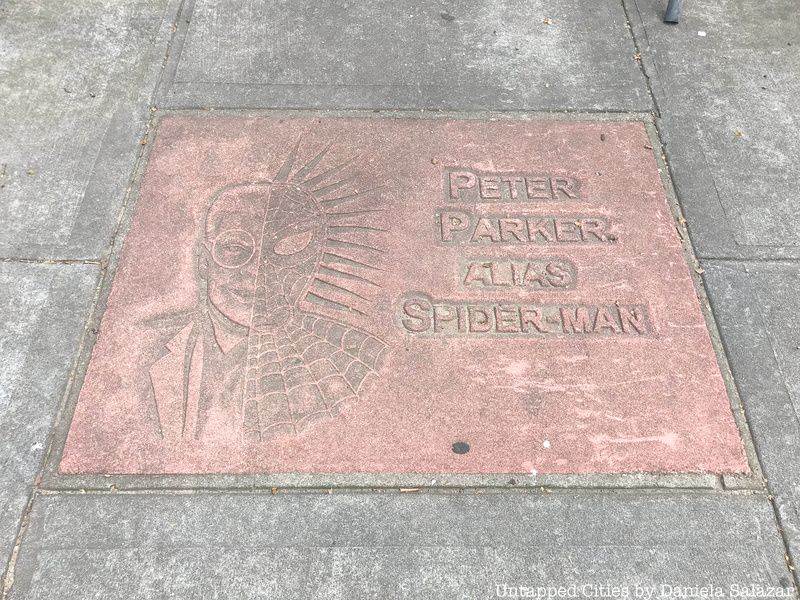 PETER
PARKER,
ALIAS
SPIDER-MAN
Untapped Cities by Daniela Salazar